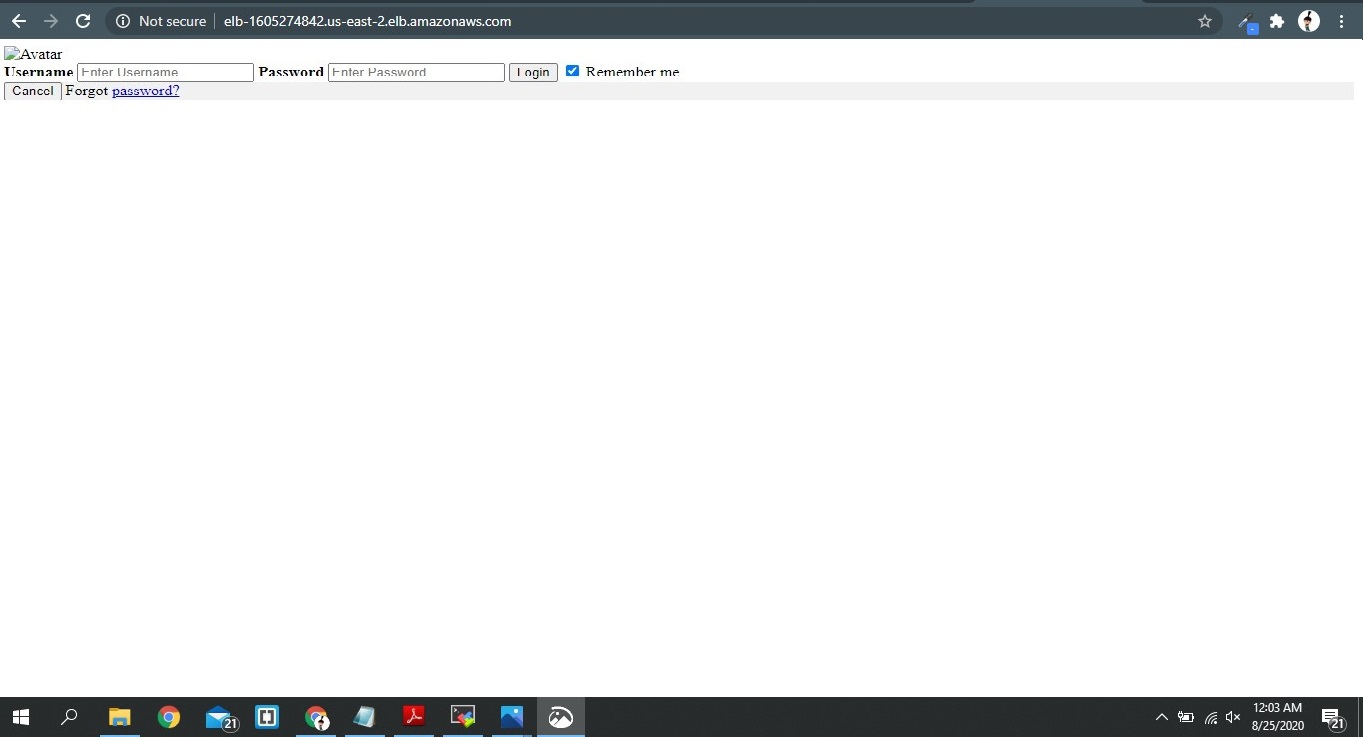 Not secure elb-1605274842.us-east-2.elb.amazonaws.com
Avatar
Username Enter Username Password Enter Password Login Remember me
Cancel Forgot password?
21
12:03 AM
8/25/2020
21